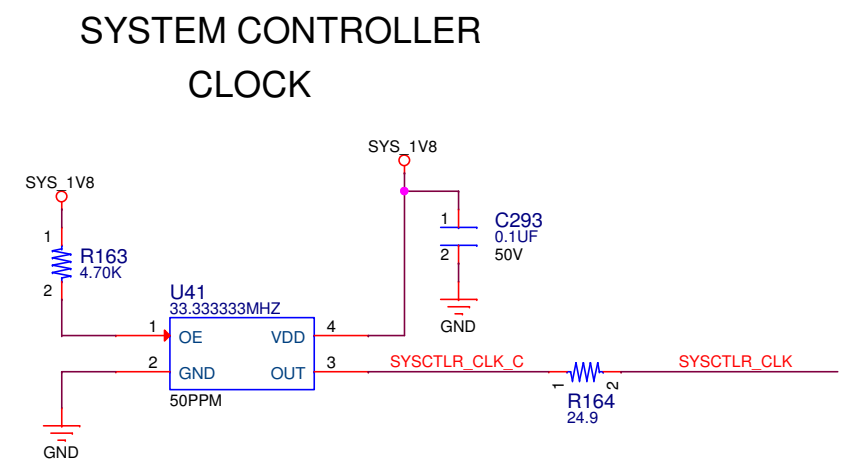 SYSTEM CONTROLLER
CLOCK
SYS_1V8
SYS_1V8
1
R163
4.70K
2
1
C293
0.1UF
2
50V
GND
U41
33.333333MHZ
1
OE
VDD
4
2
GND
OUT
3
50PPM
GND
SYSCTLR_CLK_C
SYSCTLR_CLK
1
2
R164
24.9